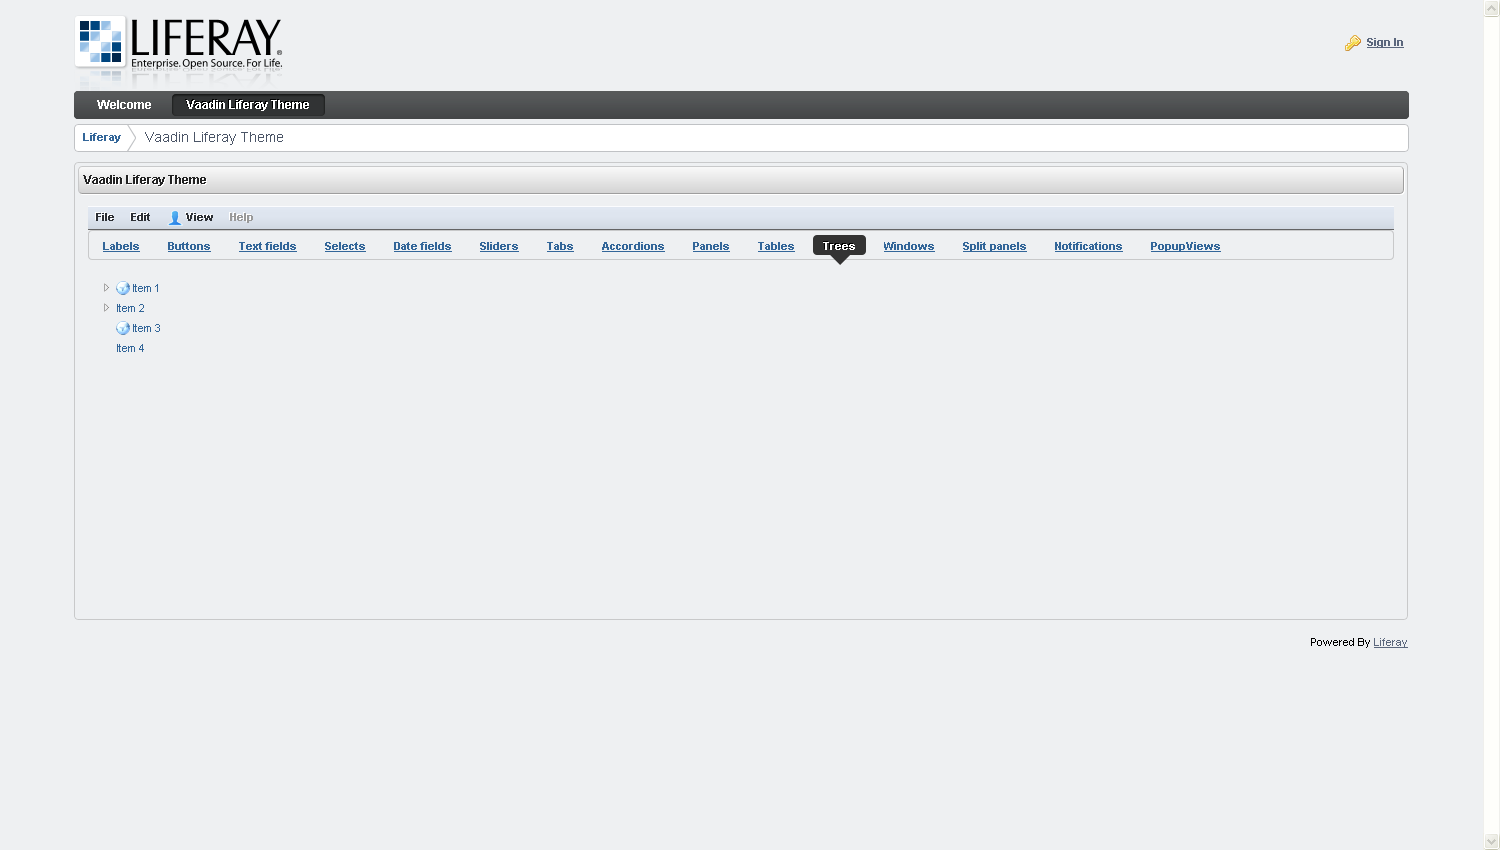 LIFERAY.
Enterprise. Open Source. For Life.
Sign In
Welcome Vaadin Liferay Theme
Liferay Vaadin Liferay Theme
Vaadin Liferay Theme
File Edit View Help
Labels Buttons Text fields Selects Date fields Sliders Tabs Accordions Panels Tables Trees Windows Split panels Notifications PopupViews
Item 1
Item 2
Item 3
Item 4
Powered By Liferay